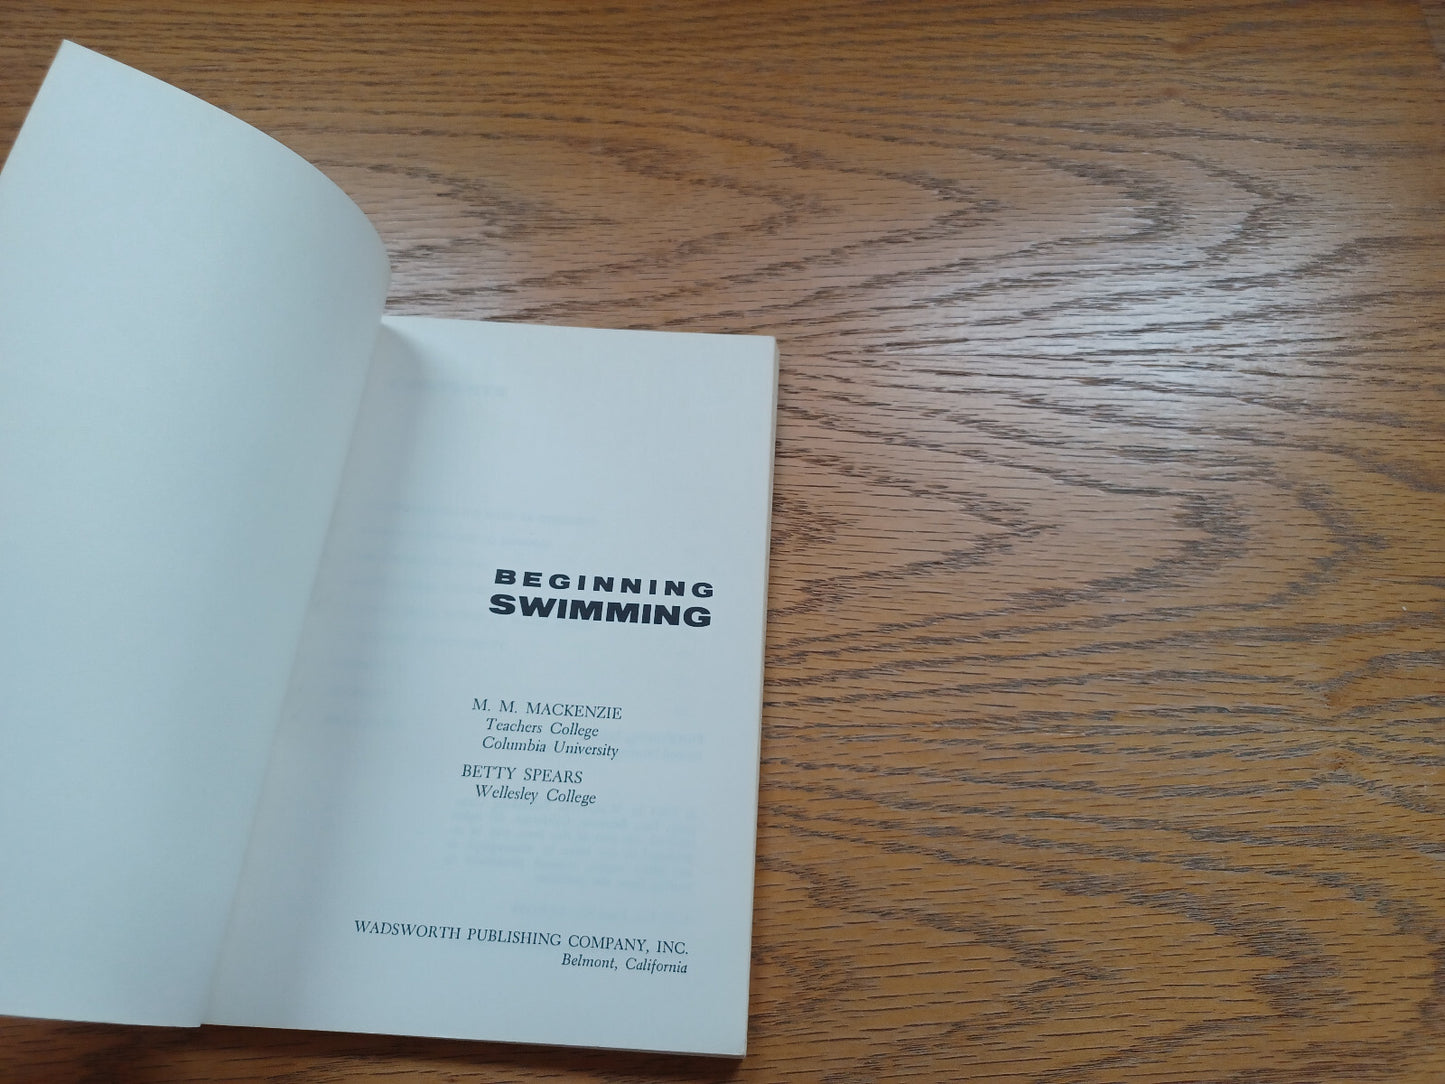 BEGINNING
SWIMMING
M. M. MACKENZIE
Teachers College
Columbia University
BETTY SPEARS
Wellesley College
WADSWORTH PUBLISHING COMPANY, INC.
Belmont, California